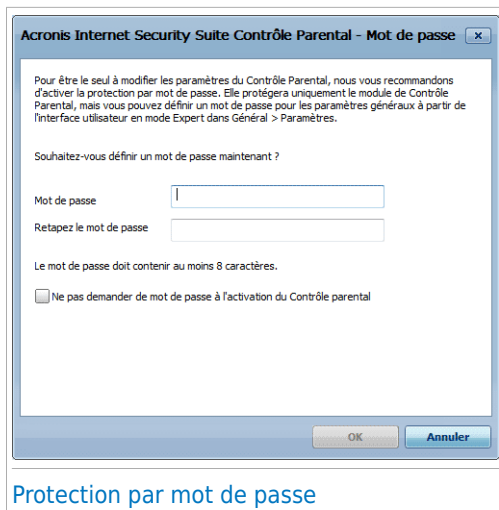 Acronis Internet Security Suite Contrôle Parental - Mot de passe
Pour être le seul à modifier les paramètres du Contrôle Parental, nous vous recommandons
d'activer la protection par mot de passe. Elle protégera uniquement le module de Contrôle
Parental, mais vous pouvez définir un mot de passe pour les paramètres généraux à partir de
l'interface utilisateur en mode Expert dans Général > Paramètres.
Souhaitez-vous définir un mot de passe maintenant ?
Mot de passe
Retapez le mot de passe
Le mot de passe doit contenir au moins 8 caractères.
Ne pas demander de mot de passe à l'activation du Contrôle parental
OK
Annuler
Protection par mot de passe